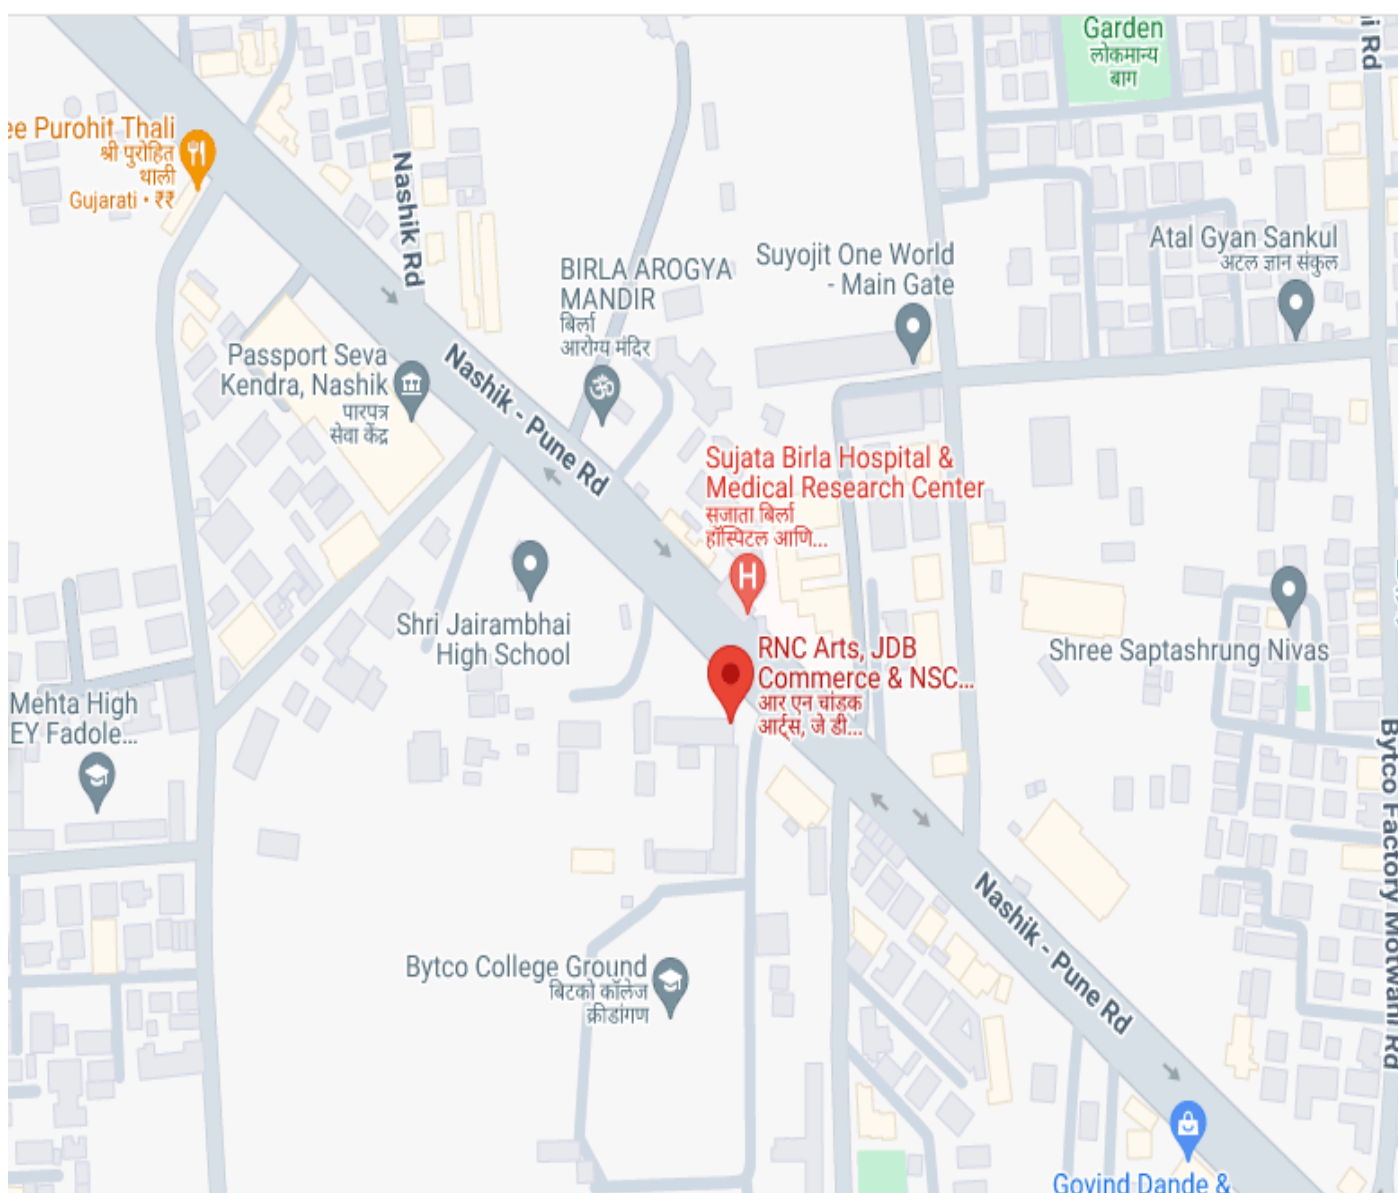 Garden
लोकमान्य
बाग
Rd
ee Purohit Thali
श्री पुरोहित
थाली
Gujarati • ₹₹
Nashik Rd
BIRLA AROGYA
MANDIR
बिर्ला
आरोग्य मंदिर
Suyojit One World
- Main Gate
Atal Gyan Sankul
अटल ज्ञान संकुल
Passport Seva
Kendra, Nashik
पारपत्र
सेवा केंद्र
Nashik - Pune Rd
Sujata Birla Hospital &
Medical Research Center
सुजाता बिर्ला
हॉस्पिटल आणि...
H
Shri Jairambhai
High School
RNC Arts, JDB
Commerce & NSC...
आर एन चांडक
आर्ट्स, जे डी...
Shree Saptashrung Nivas
Mehta High
EY Fadole...
Bytco Factory Motwani Rd
Nashik - Pune Rd
Bytco College Ground
बिटको कॉलेज
क्रीडांगण
Govind Dande &